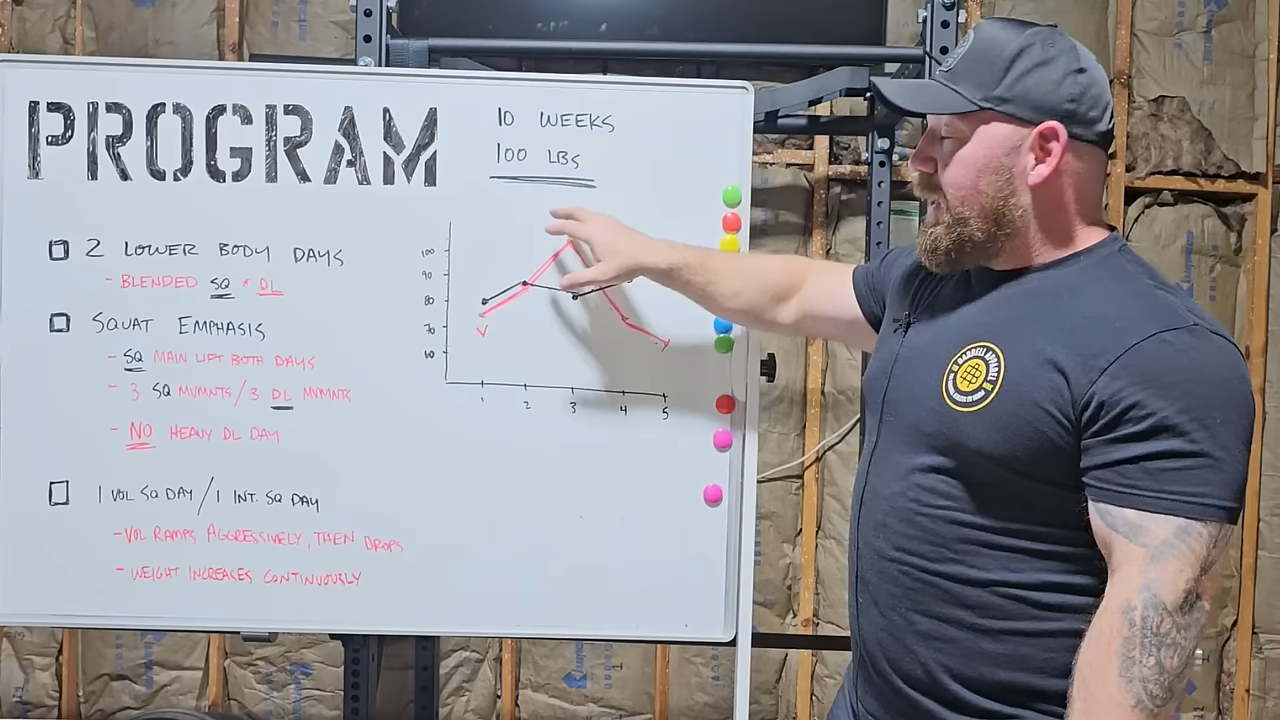 PROGRAM
10 WEEKS
100 LBS
2 LOWER BODY DAYS
- BLENDED SQ & DL
SQUAT EMPHASIS
- SQ MAIN LIFT BOTH DAYS
- 3 SQ MVMNTS/3 DL MVMNTS
- NO HEAVY DL DAY
1 VOL SQ DAY/1 INT. SQ DAY
- VOL RAMPS AGGRESSIVELY, THEN DROPS
- WEIGHT INCREASES CONTINUOUSLY
100
90
80
70
60
V
1 2 3 4 5
BARBELL APPAREL